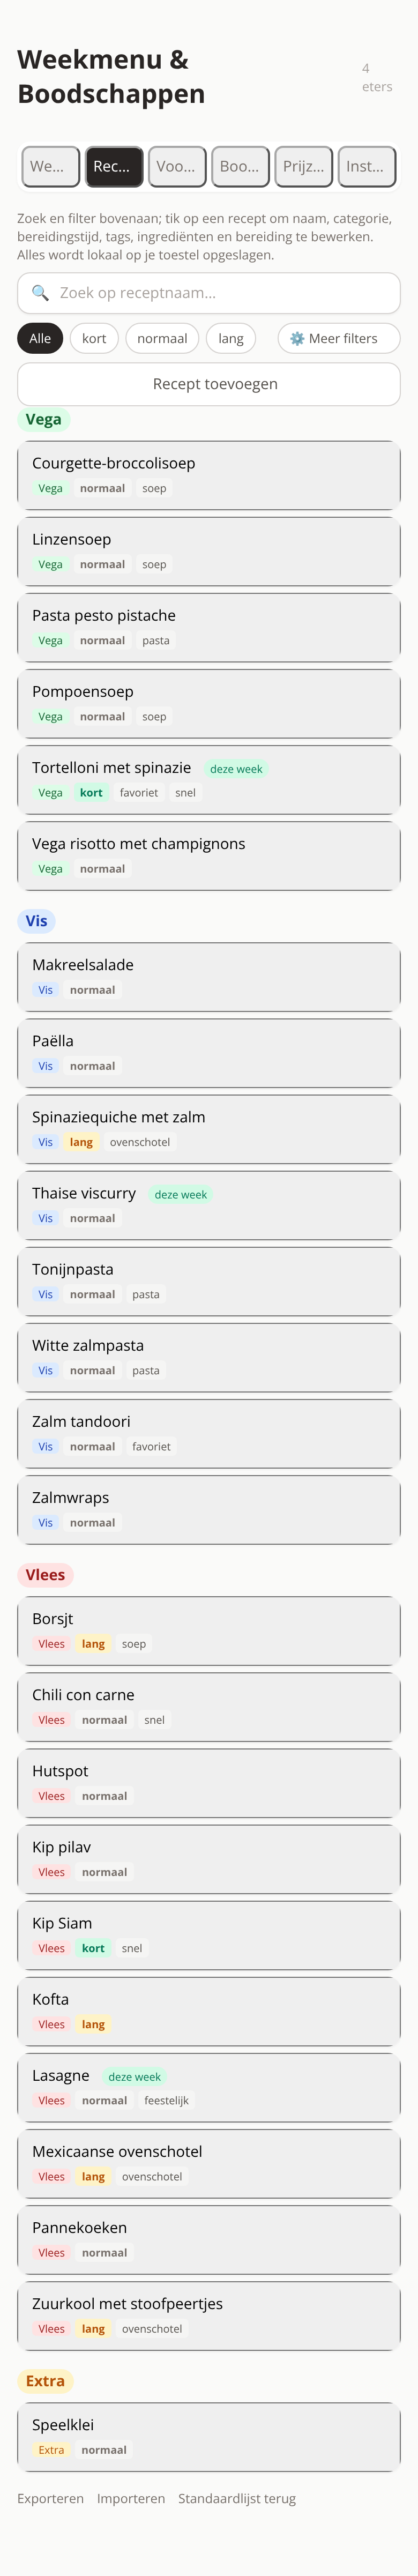 Weekmenu &
Boodschappen
4
eters
We...
Rec...
Voo...
Boo...
Prijz...
Inst...
Zoek en filter bovenaan; tik op een recept om naam, categorie,
bereidingstijd, tags, ingrediënten en bereiding te bewerken.
Alles wordt lokaal op je toestel opgeslagen.
Zoek op receptnaam...
Alle kort normaal lang Meer filters
Recept toevoegen
Vega
Courgette-broccolisoep
Vega normaal soep
Linzensoep
Vega normaal soep
Pasta pesto pistache
Vega normaal pasta
Pompoensoep
Vega normaal soep
Tortelloni met spinazie deze week
Vega kort favoriet snel
Vega risotto met champignons
Vega normaal
Vis
Makreelsalade
Vis normaal
Paëlla
Vis normaal
Spinaziequiche met zalm
Vis lang ovenschotel
Thaise viscurry deze week
Vis normaal
Tonijnpasta
Vis normaal pasta
Witte zalmpasta
Vis normaal pasta
Zalm tandoori
Vis normaal favoriet
Zalmwraps
Vis normaal
Vlees
Borsjt
Vlees lang soep
Chili con carne
Vlees normaal snel
Hutspot
Vlees normaal
Kip pilav
Vlees normaal
Kip Siam
Vlees kort snel
Kofta
Vlees lang
Lasagne deze week
Vlees normaal feestelijk
Mexicaanse ovenschotel
Vlees lang ovenschotel
Pannekoeken
Vlees normaal
Zuurkool met stoofpeertjes
Vlees lang ovenschotel
Extra
Speelklei
Extra normaal
Exporteren Importeren Standaardlijst terug